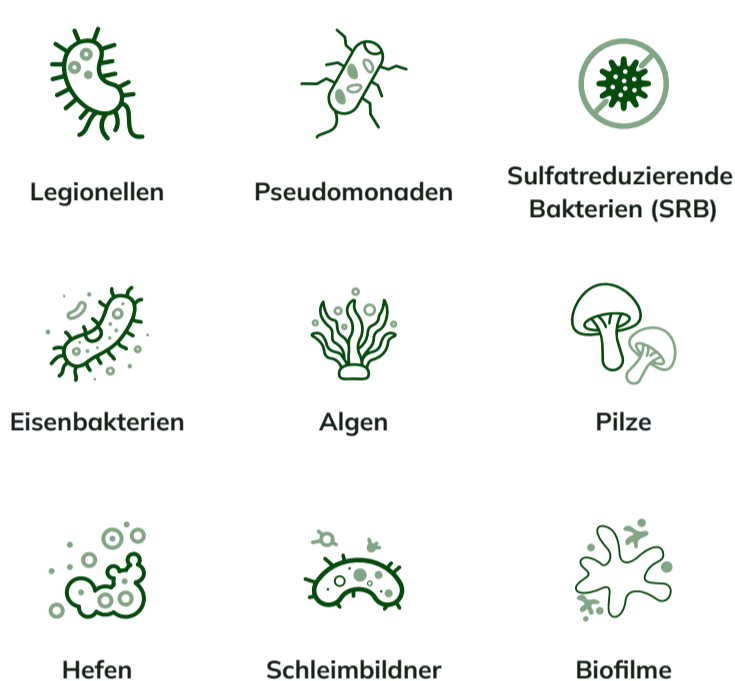 Legionellen
Pseudomonaden
Sulfatreduzierende
Bakterien (SRB)
Eisenbakterien
Algen
Pilze
Hefen
Schleimbildner
Biofilme